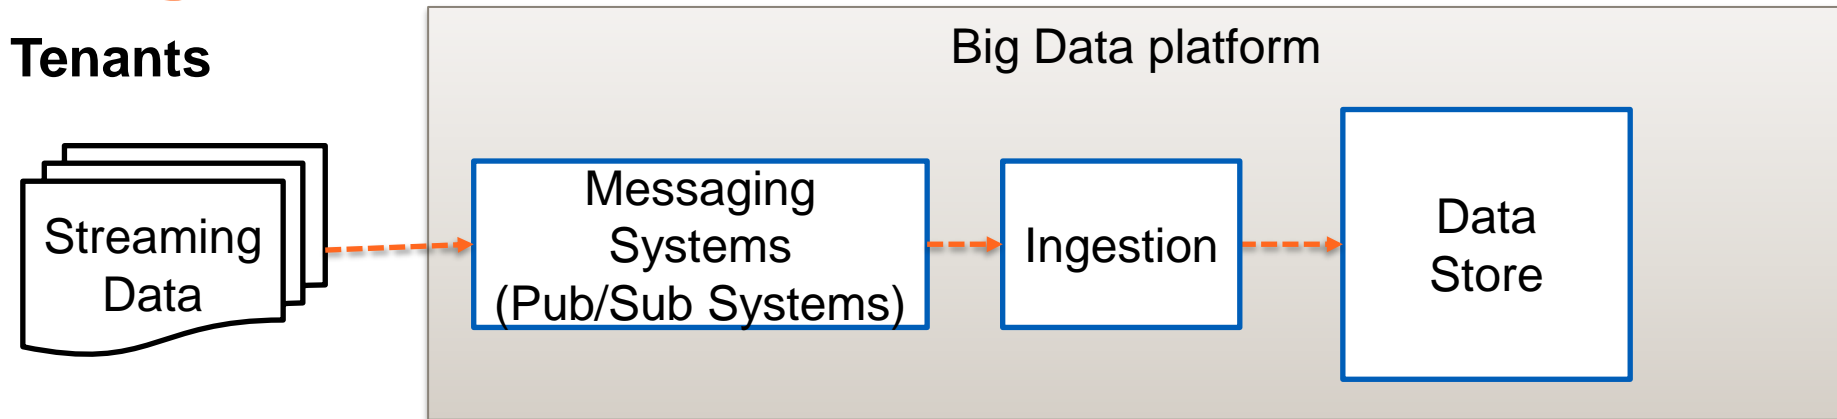 Tenants
Big Data platform
Streaming
Data
Messaging
Systems
(Pub/Sub Systems)
Ingestion
Data
Store